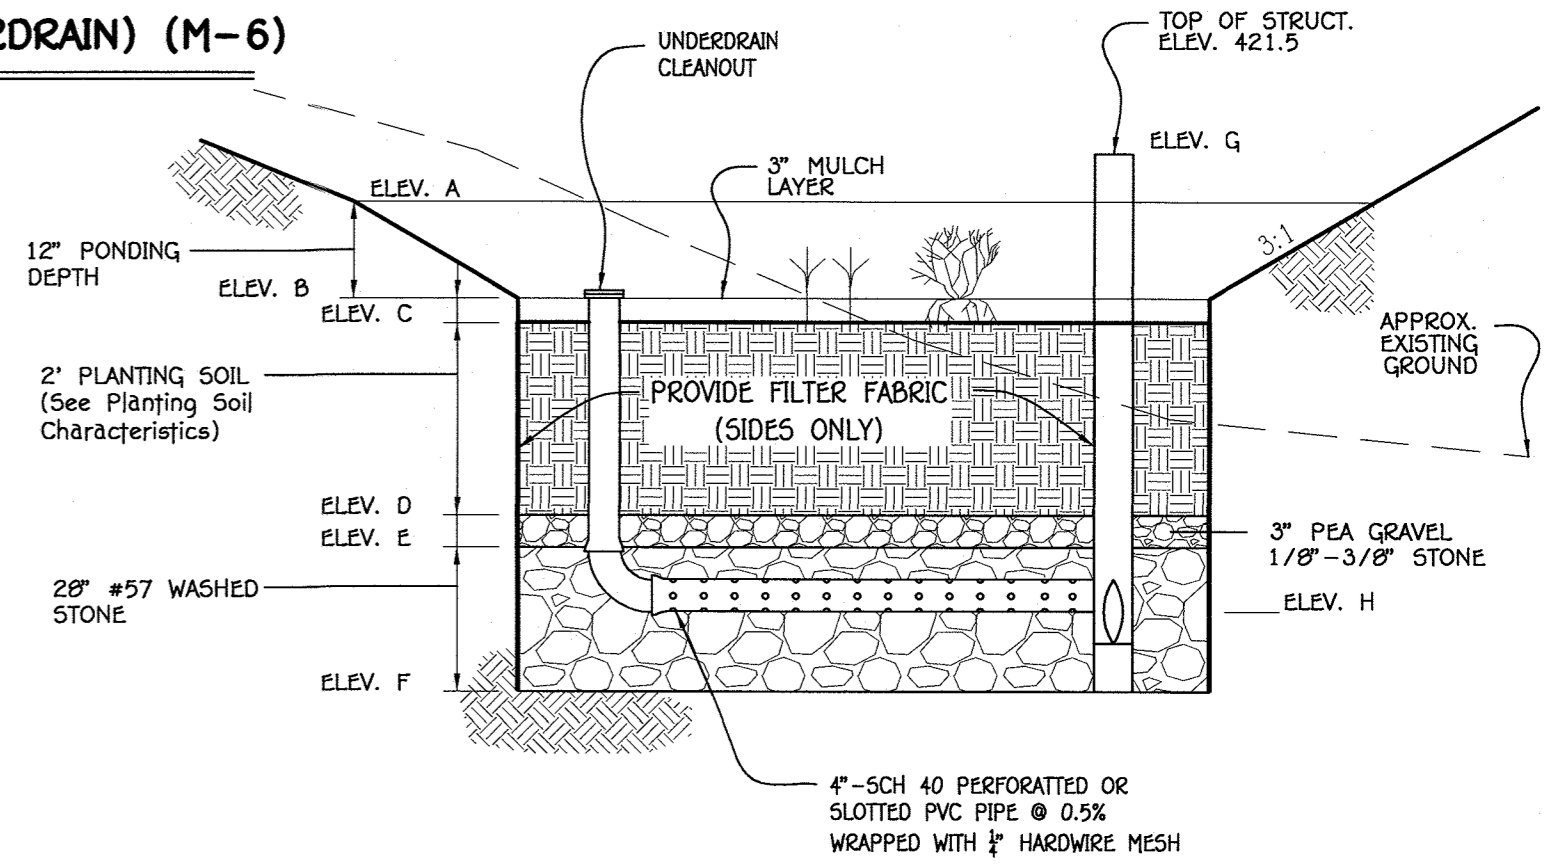 RDRAIN) (M-6)
UNDERDRAIN
CLEANOUT
TOP OF STRUCT.
ELEV. 421.5
ELEV. G
3" MULCH
LAYER
ELEV. A
12" PONDING
DEPTH
ELEV. B
ELEV. C
3:1
APPROX.
EXISTING
GROUND
2' PLANTING SOIL
(See Planting Soil
Characteristics)
PROVIDE FILTER FABRIC
(SIDES ONLY)
ELEV. D
ELEV. E
3" PEA GRAVEL
1/8"-3/8" STONE
28" #57 WASHED
STONE
ELEV. H
ELEV. F
4"-SCH 40 PERFORATTED OR
SLOTTED PVC PIPE @ 0.5%
WRAPPED WITH 1/4" HARDWIRE MESH